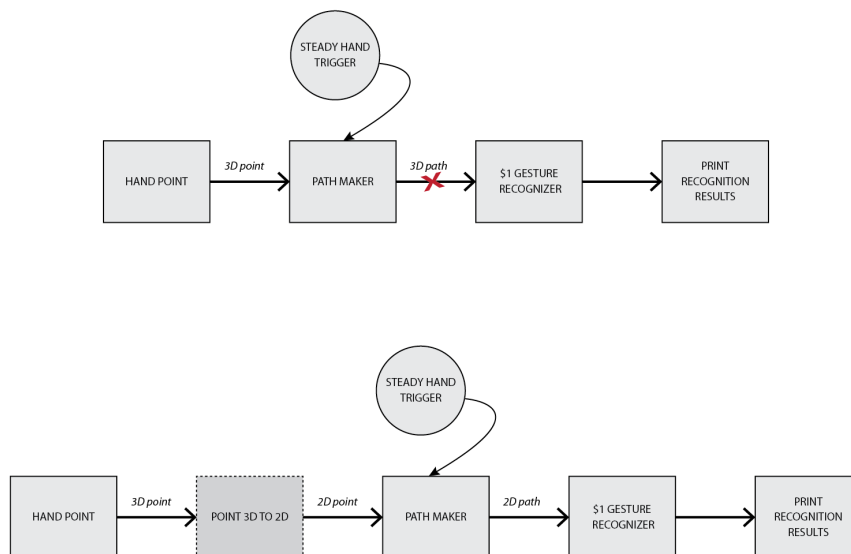 STEADY HAND
TRIGGER
3D point
3D path
HAND POINT
PATH MAKER
$1 GESTURE
RECOGNIZER
PRINT
RECOGNITION
RESULTS
STEADY HAND
TRIGGER
3D point
2D point
2D path
HAND POINT
POINT 3D TO 2D
PATH MAKER
$1 GESTURE
RECOGNIZER
PRINT
RECOGNITION
RESULTS